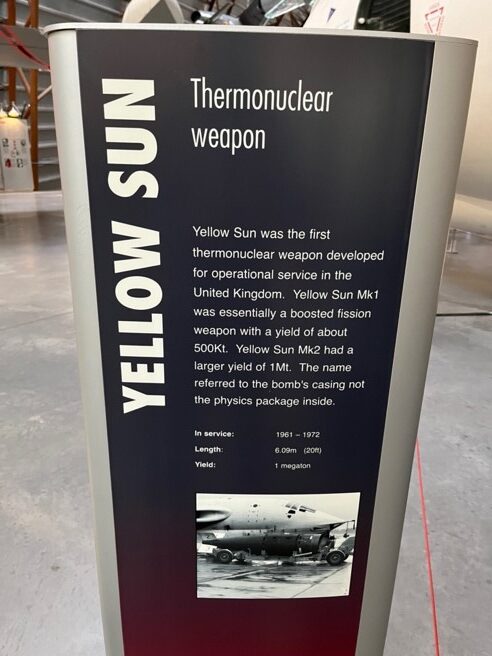 YELLOW SUN
Thermonuclear
weapon
Yellow Sun was the first
thermonuclear weapon developed
for operational service in the
United Kingdom. Yellow Sun Mk1
was essentially a boosted fission
weapon with a yield of about
500Kt. Yellow Sun Mk2 had a
larger yield of 1Mt. The name
referred to the bomb's casing not
the physics package inside.
In service: 1961 – 1972
Length: 6.09m (20ft)
Yield: 1 megaton